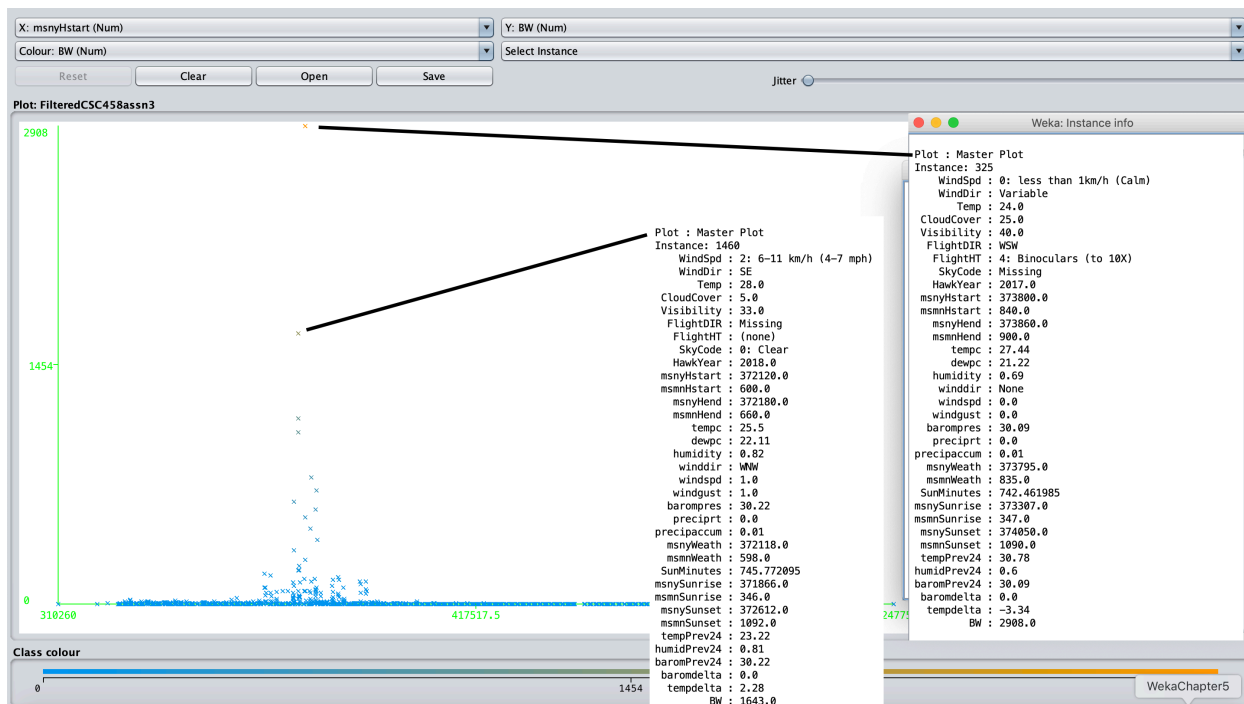 X: msnyHstart (Num)
Y: BW (Num)
Colour: BW (Num)
Select Instance
Reset
Clear
Open
Save
Jitter
Plot: FilteredCSC458assn3
2908
1454
0
310260
417517.5
Weka: Instance info
Plot : Master Plot
Instance: 325
WindSpd : 0: less than 1km/h (Calm)
WindDir : Variable
Temp : 24.0
CloudCover : 25.0
Visibility : 40.0
FlightDIR : WSW
FlightHT : 4: Binoculars (to 10X)
SkyCode : Missing
HawkYear : 2017.0
msnyHstart : 373800.0
msmnHstart : 840.0
msnyHend : 373860.0
msmnHend : 900.0
tempc : 27.44
dewpc : 21.22
humidity : 0.69
winddir : None
windspd : 0.0
windgust : 0.0
barompres : 30.09
preciprt : 0.0
precipaccum : 0.01
msnyWeath : 373795.0
msmnWeath : 835.0
SunMinutes : 742.461985
msnySunrise : 373307.0
msmnSunrise : 347.0
msnySunset : 374050.0
msmnSunset : 1090.0
tempPrev24 : 30.78
humidPrev24 : 0.6
baromPrev24 : 30.09
baromdelta : 0.0
tempdelta : −3.34
BW : 2908.0
Plot : Master Plot
Instance: 1460
WindSpd : 2: 6−11 km/h (4−7 mph)
WindDir : SE
Temp : 28.0
CloudCover : 5.0
Visibility : 33.0
FlightDIR : Missing
FlightHT : (none)
SkyCode : 0: Clear
HawkYear : 2018.0
msnyHstart : 372120.0
msmnHstart : 600.0
msnyHend : 372180.0
msmnHend : 660.0
tempc : 25.5
dewpc : 22.11
humidity : 0.82
winddir : WNW
windspd : 1.0
windgust : 1.0
barompres : 30.22
preciprt : 0.0
precipaccum : 0.01
msnyWeath : 372118.0
msmnWeath : 598.0
SunMinutes : 745.772095
msnySunrise : 371866.0
msmnSunrise : 346.0
msnySunset : 372612.0
msmnSunset : 1092.0
tempPrev24 : 23.22
humidPrev24 : 0.81
baromPrev24 : 30.22
baromdelta : 0.0
tempdelta : 2.28
BW : 1643.0
Class colour
0
1454
WekaChapter5